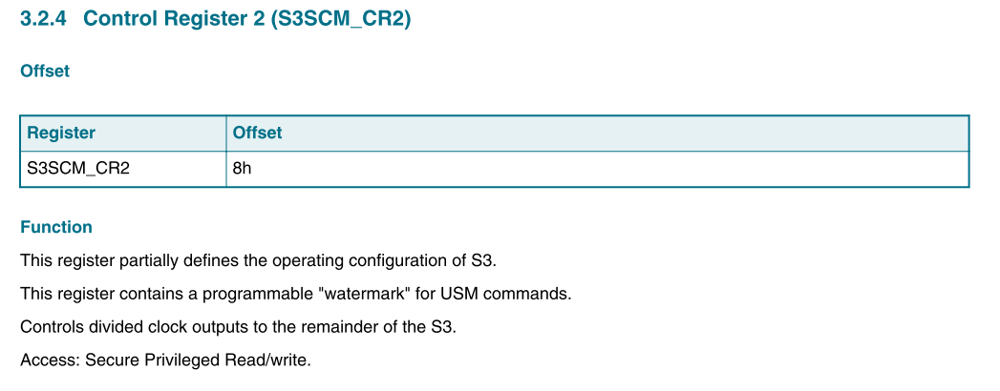 3.2.4 Control Register 2 (S3SCM_CR2)
Offset
Register Offset
S3SCM_CR2 8h
Function
This register partially defines the operating configuration of S3.
This register contains a programmable "watermark" for USM commands.
Controls divided clock outputs to the remainder of the S3.
Access: Secure Privileged Read/write.